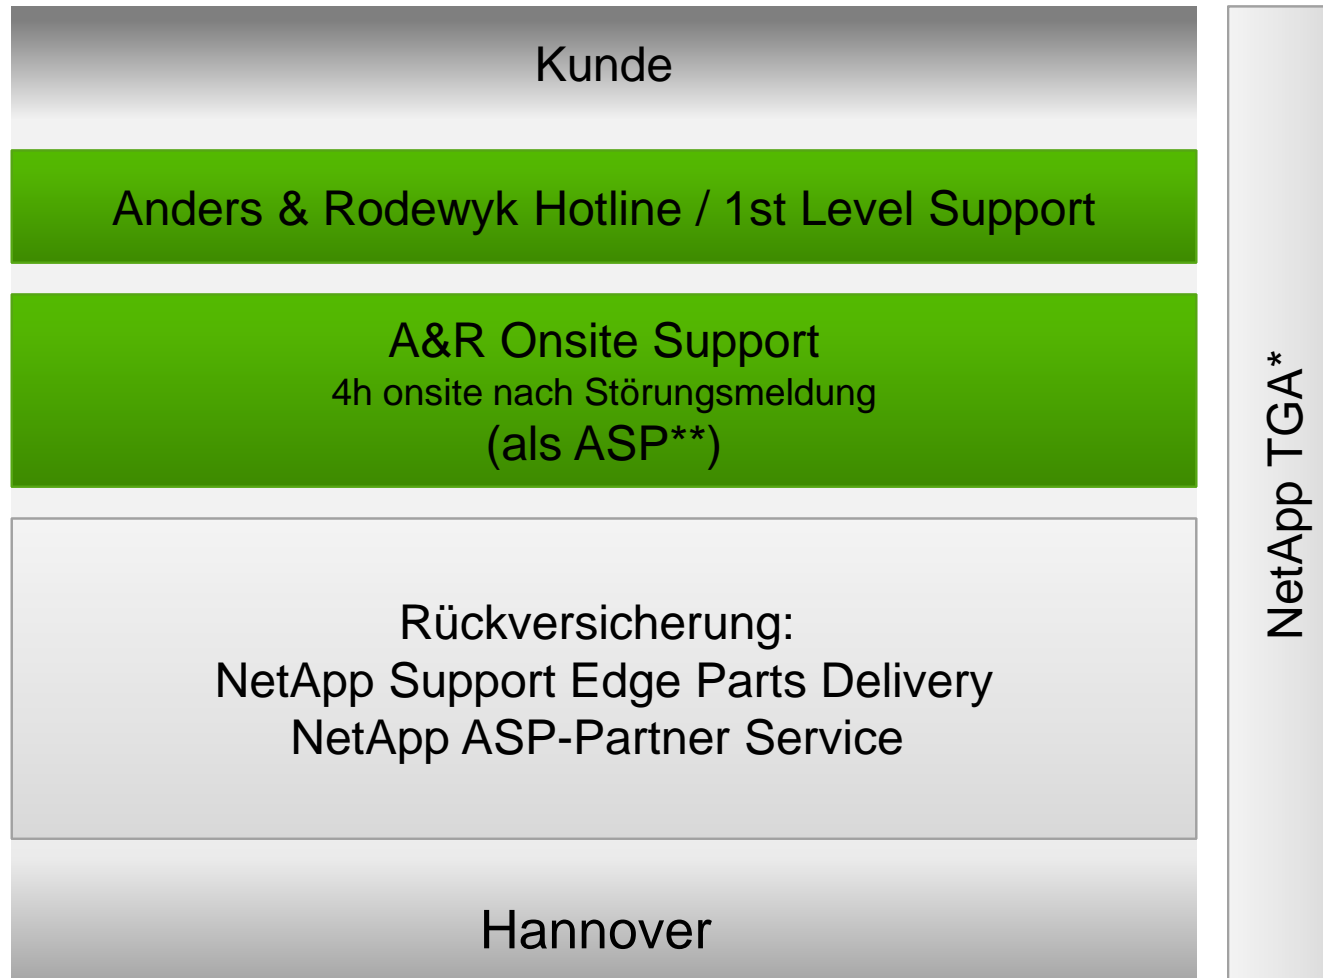 Kunde
Anders & Rodewyk Hotline / 1st Level Support
A&R Onsite Support
4h onsite nach Störungsmeldung
(als ASP**)
Rückversicherung:
NetApp Support Edge Parts Delivery
NetApp ASP-Partner Service
Hannover
NetApp TGA*